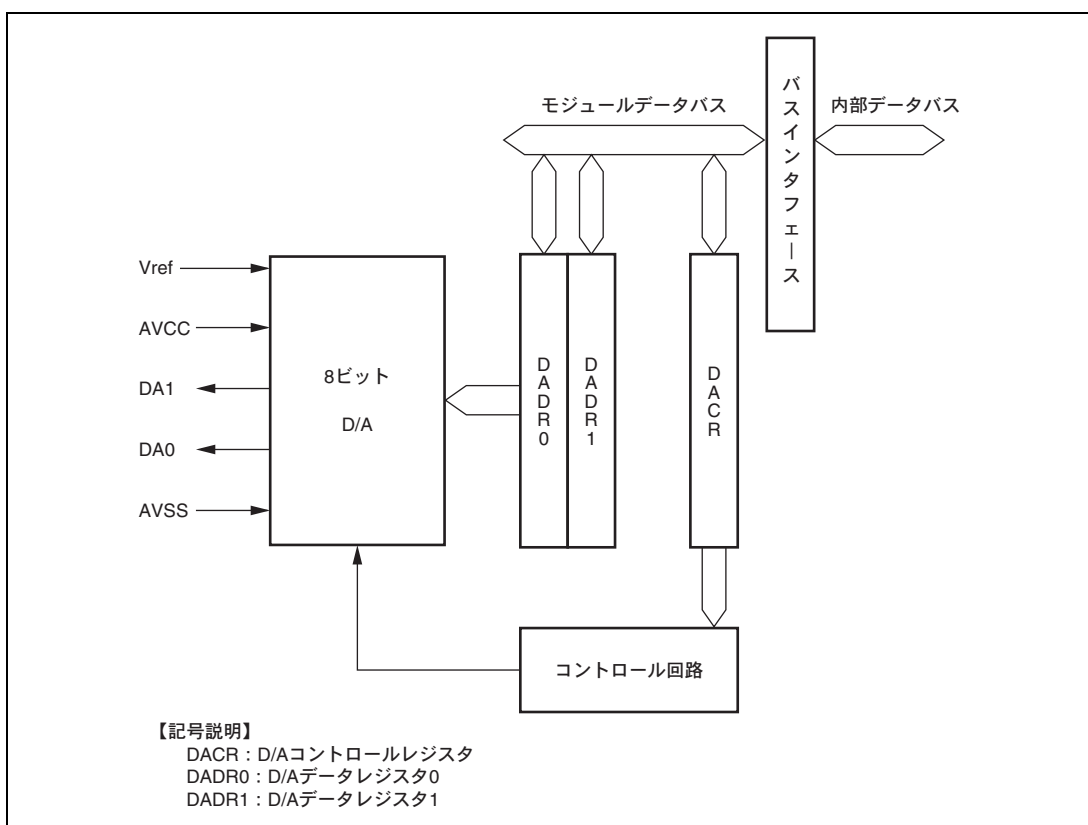 モジュールデータバス
バスインタフェース
内部データバス
Vref
AVCC
DA1
DA0
AVSS
8ビット
D/A
DADR0
DADR1
DACR
コントロール回路
【記号説明】
DACR：D/Aコントロールレジスタ
DADR0：D/Aデータレジスタ0
DADR1：D/Aデータレジスタ1